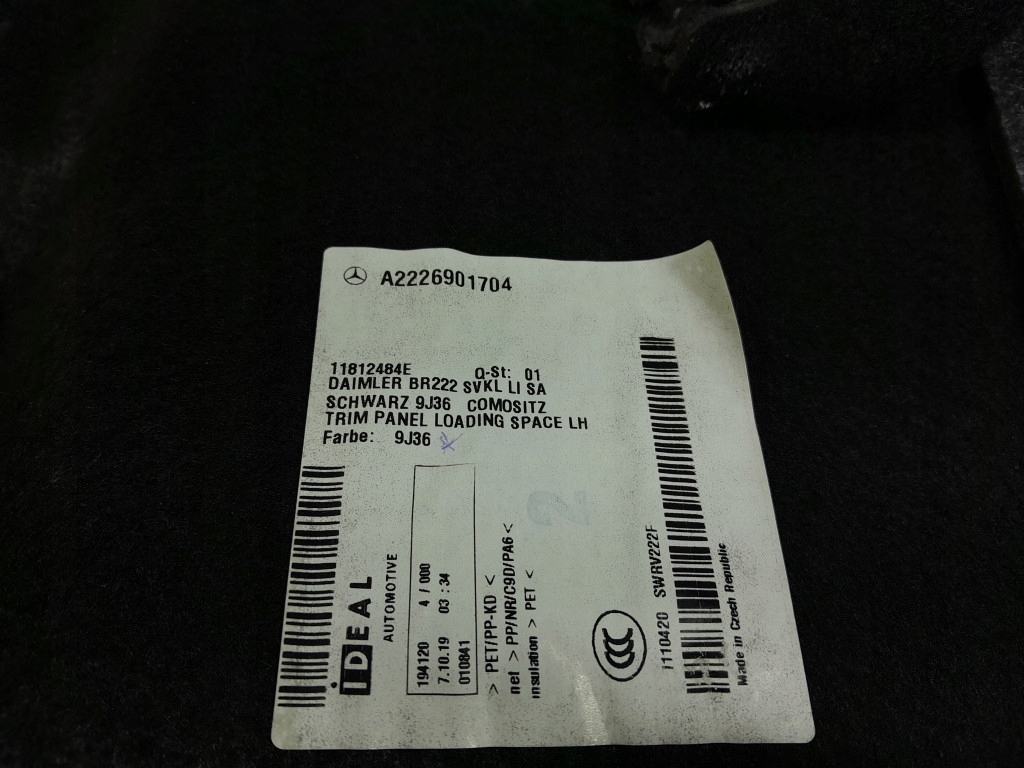 A2226901704
11812484E Q-St: 01
DAIMLER BR222 SVKL LI SA
SCHWARZ 9J36 COMOSITZ
TRIM PANEL LOADING SPACE LH
Farbe: 9J36
iDEAL
AUTOMOTIVE
194120 4 / 000
7.10.19 03 :34
010841
> PET/PP-KD <
net > PP/NR/C9D/PA6 <
insulation > PET <
CCC
I110420 SWRV222F
Made in Czech Republic